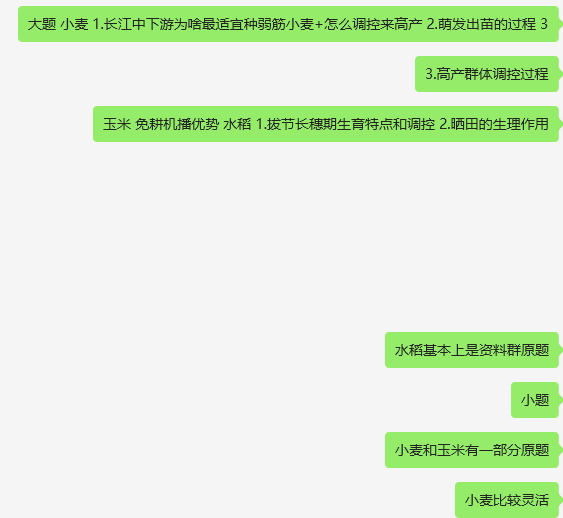 大题 小麦 1.长江中下游为啥最适宜种弱筋小麦+怎么调控来高产 2.萌发出苗的过程 3
3.高产群体调控过程
玉米 免耕机播优势 水稻 1.拔节长穗期生育特点和调控 2.晒田的生理作用
水稻基本上是资料群原题
小题
小麦和玉米有一部分原题
小麦比较灵活